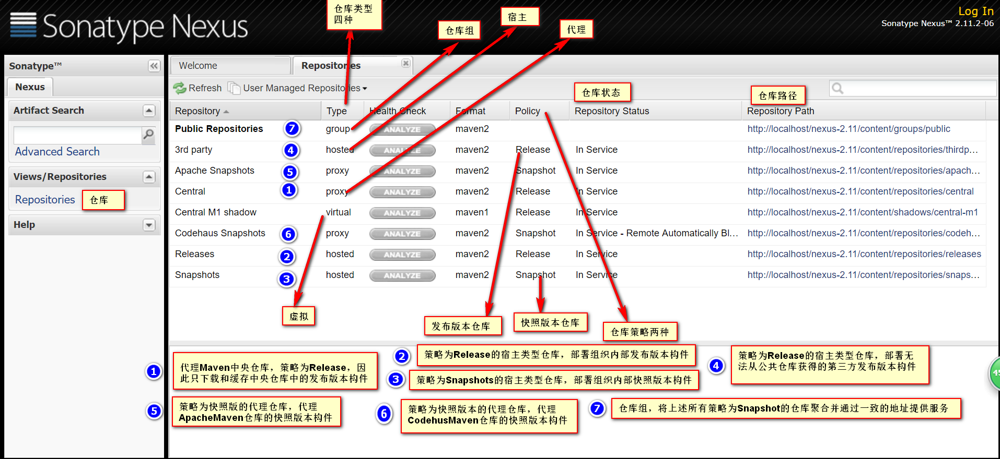 仓库类型
四种
仓库组
宿主
代理
Log In
Sonatype Nexus
Sonatype Nexus™ 2.11.2-06
Sonatype™
Welcome
Repositories
Nexus
Refresh
User Managed Repositories
仓库状态
仓库路径
Artifact Search
Advanced Search
Views/Repositories
Repositories
仓库
Help
Repository Type Health Check Format Policy Repository Status Repository Path
Public Repositories 7 group ANALYZE maven2 http://localhost/nexus-2.11/content/groups/public
3rd party 4 hosted ANALYZE maven2 Release In Service http://localhost/nexus-2.11/content/repositories/thirdp...
Apache Snapshots 5 proxy ANALYZE maven2 Snapshot In Service http://localhost/nexus-2.11/content/repositories/apach...
Central 1 proxy ANALYZE maven2 Release In Service http://localhost/nexus-2.11/content/repositories/central
Central M1 shadow virtual ANALYZE maven1 Release In Service http://localhost/nexus-2.11/content/shadows/central-m1
Codehaus Snapshots 6 proxy ANALYZE maven2 Snapshot In Service - Remote Automatically Bl... http://localhost/nexus-2.11/content/repositories/codeh...
Releases 2 hosted ANALYZE maven2 Release In Service http://localhost/nexus-2.11/content/repositories/releases
Snapshots 3 hosted ANALYZE maven2 Snapshot In Service http://localhost/nexus-2.11/content/repositories/snaps...
虚拟
发布版本仓库
快照版本仓库
仓库策略两种
1
代理Maven中央仓库，策略为Release，因
此只下载和缓存中央仓库中的发布版本构件
2
策略为Release的宿主类型仓库，部署组织内部发布版本构件
3
策略为Snapshots的宿主类型仓库，部署组织内部快照版本构件
4
策略为Release的宿主类型仓库，部署无
法从公共仓库获得的第三方发布版本构件
5
策略为快照版的代理仓库，代理
ApacheMaven仓库的快照版本构件
6
策略为快照版本的代理仓库，代理
CodehusMaven仓库的快照版本构件
7
仓库组，将上述所有策略为Snapshot的仓库聚合并通过一致的地址提供服务